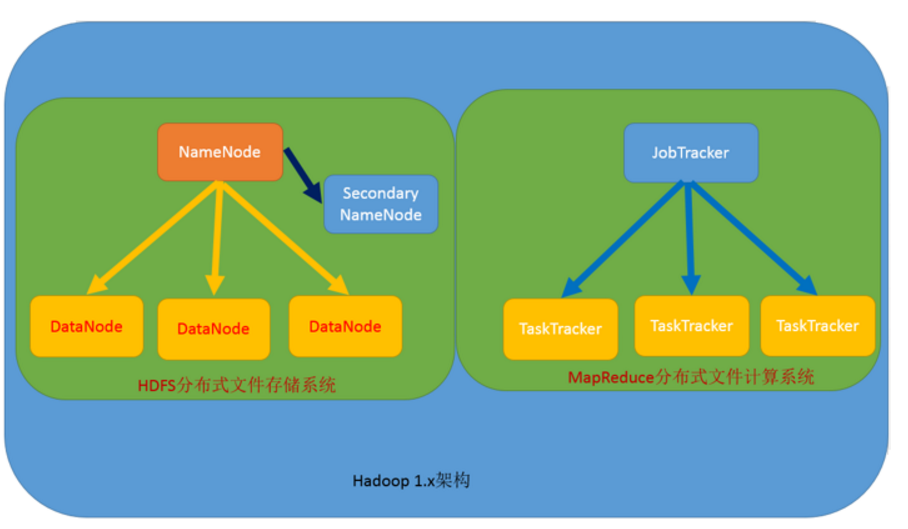 NameNode
Secondary
NameNode
DataNode
DataNode
DataNode
HDFS分布式文件存储系统
JobTracker
TaskTracker
TaskTracker
TaskTracker
MapReduce分布式文件计算系统
Hadoop 1.x架构